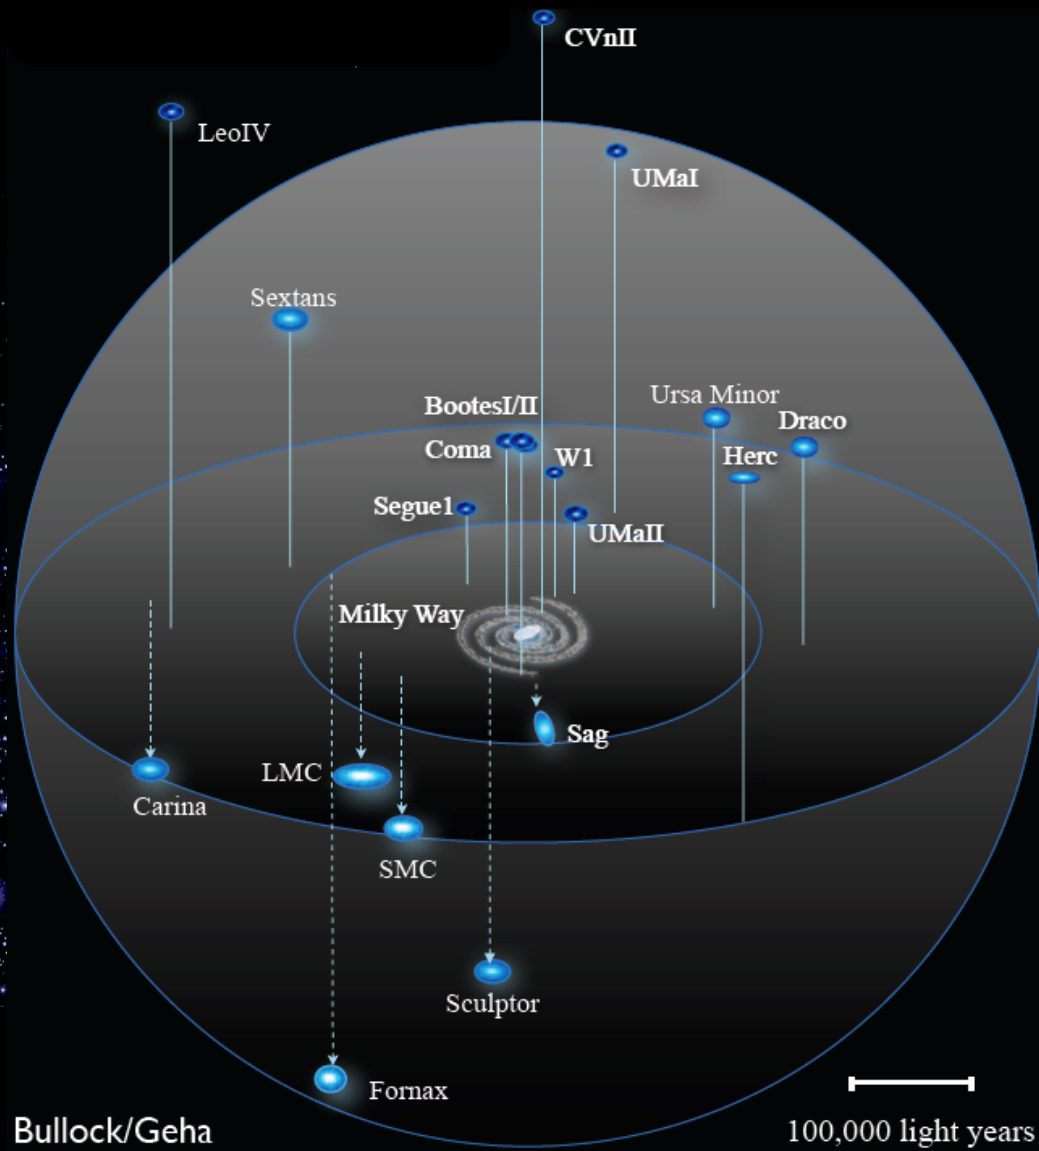 CVnII
LeoIV
UMaI
Sextans
Ursa Minor
BootesI/II
Draco
Coma
W1
Herc
Segue1
UMaII
Milky Way
Sag
LMC
Carina
SMC
Sculptor
Fornax
Bullock/Geha
100,000 light years